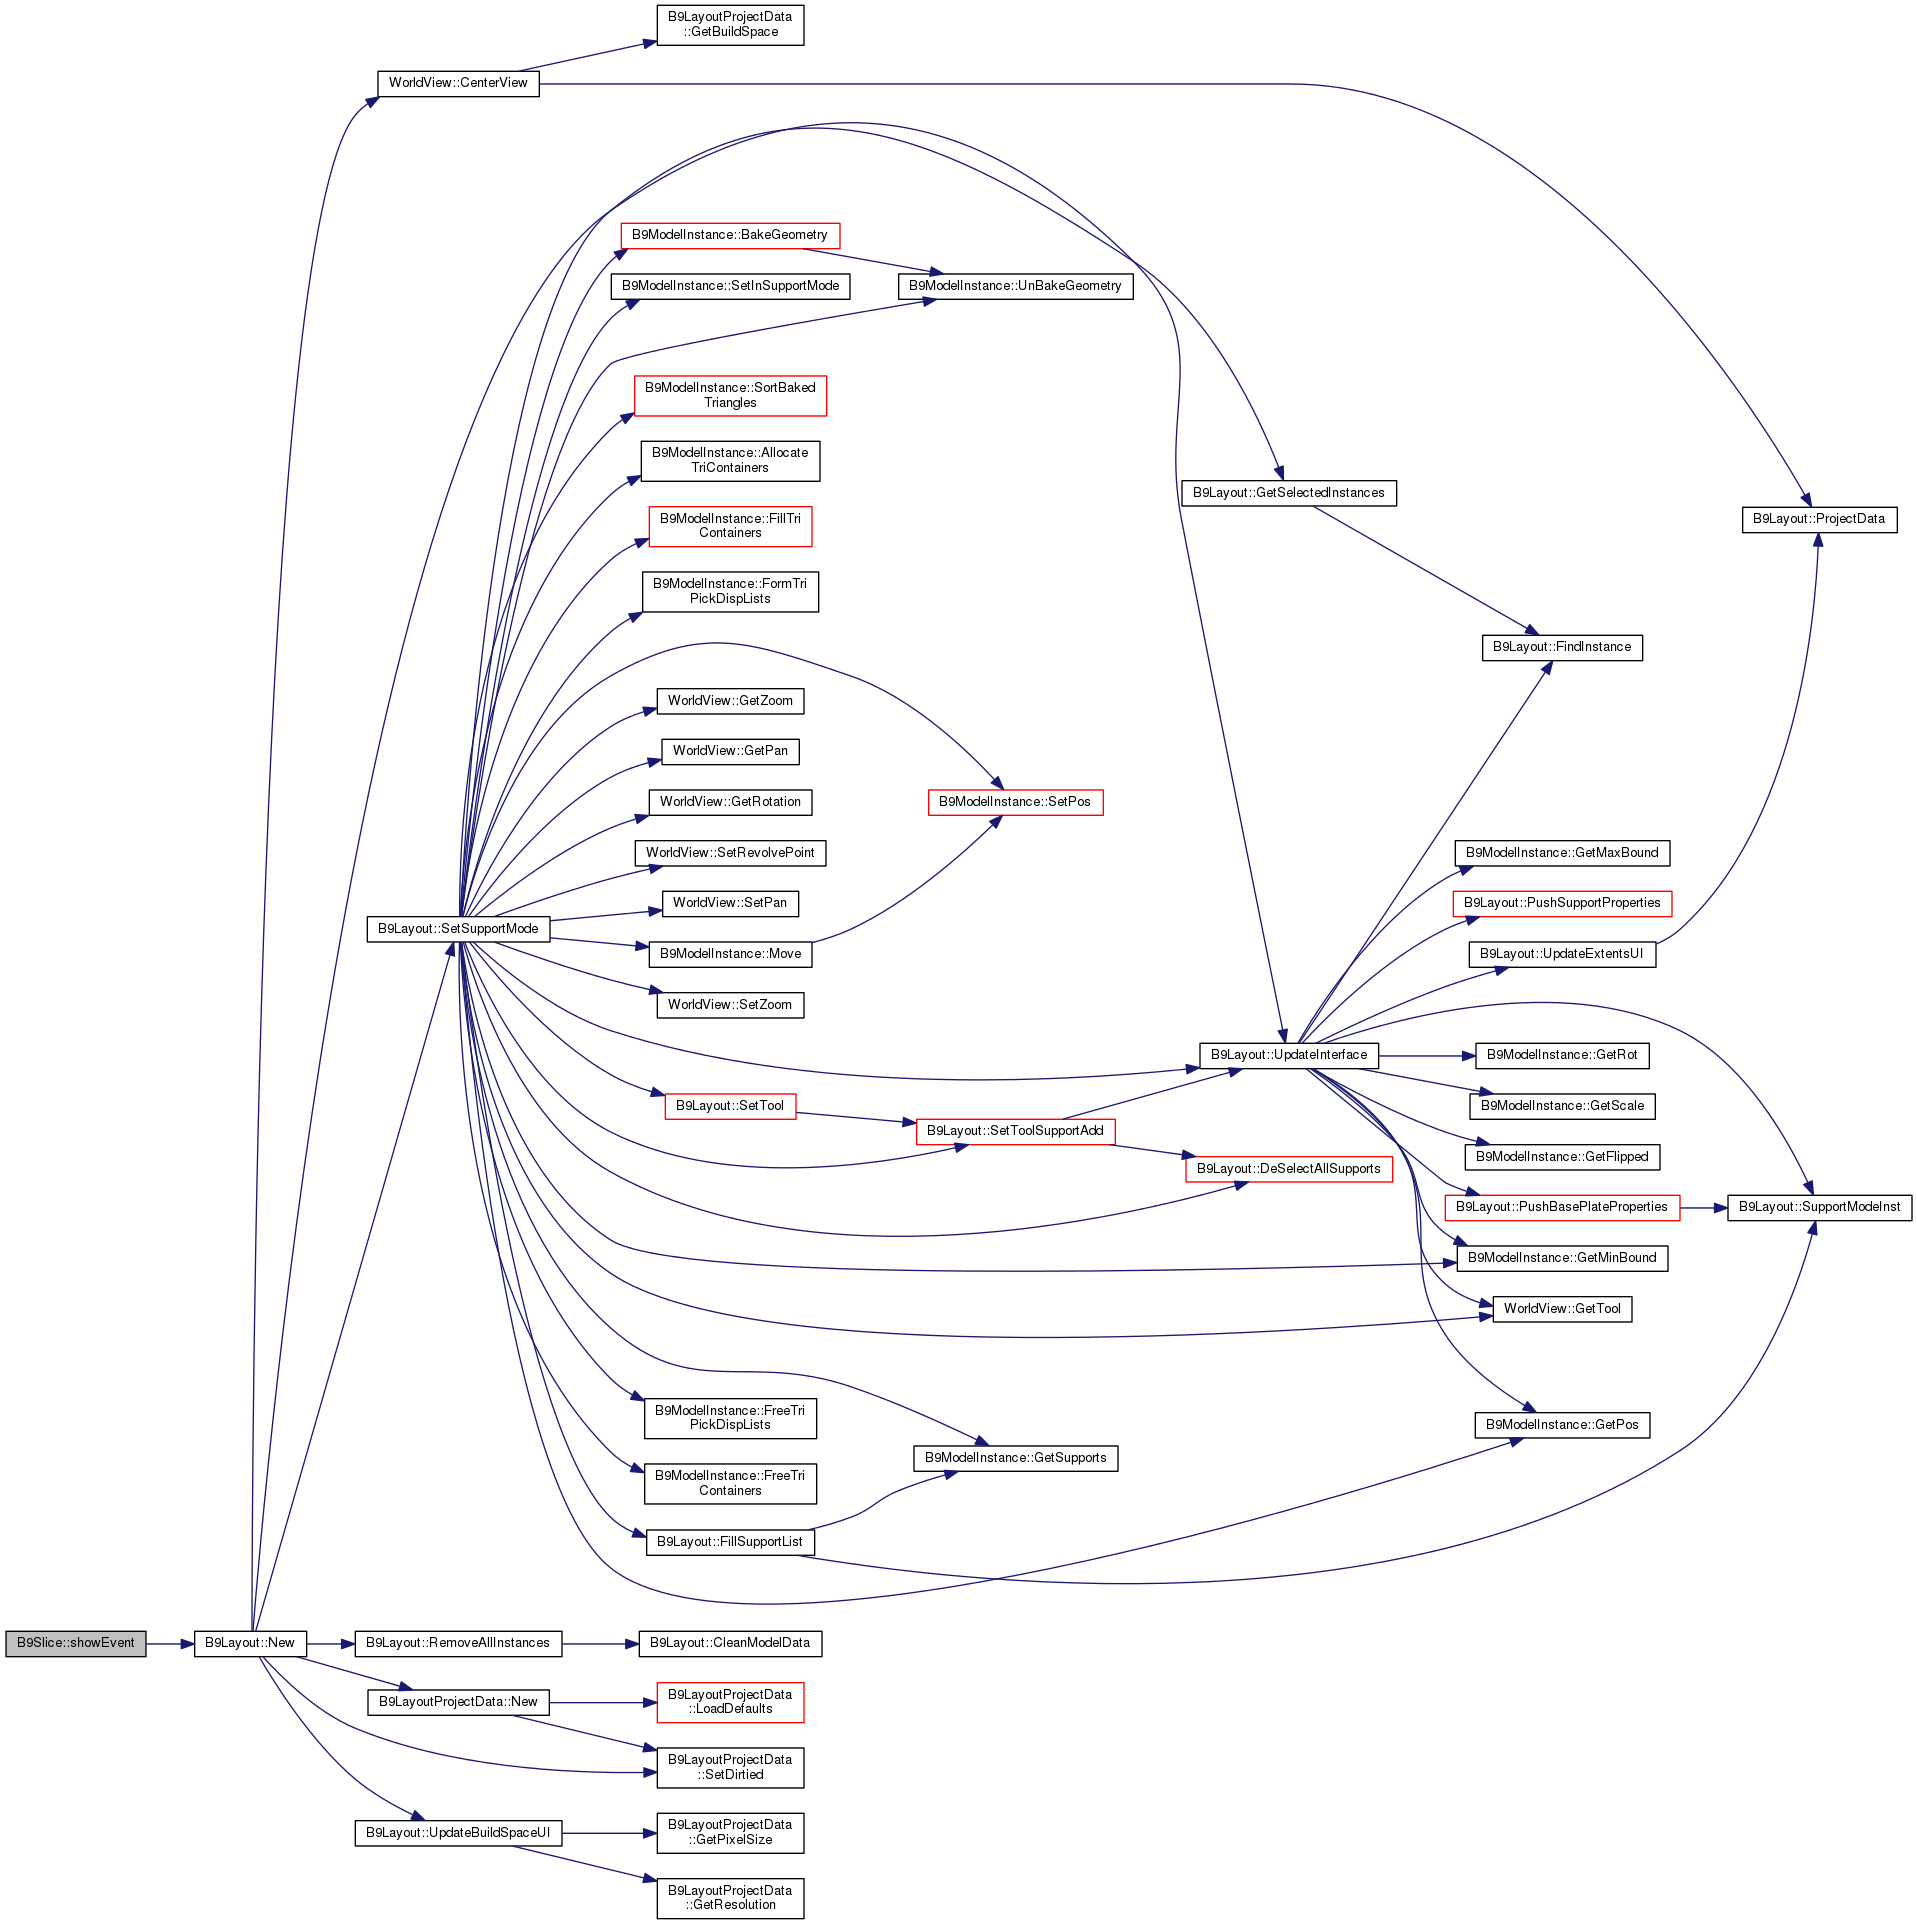 B9LayoutProjectData
::GetBuildSpace
WorldView::CenterView
B9ModelInstance::BakeGeometry
B9ModelInstance::SetInSupportMode
B9ModelInstance::UnBakeGeometry
B9ModelInstance::SortBaked
Triangles
B9ModelInstance::Allocate
TriContainers
B9Layout::GetSelectedInstances
B9Layout::ProjectData
B9ModelInstance::FillTri
Containers
B9ModelInstance::FormTri
PickDispLists
B9Layout::FindInstance
WorldView::GetZoom
WorldView::GetPan
WorldView::GetRotation
B9ModelInstance::SetPos
WorldView::SetRevolvePoint
B9ModelInstance::GetMaxBound
WorldView::SetPan
B9Layout::PushSupportProperties
B9Layout::SetSupportMode
B9ModelInstance::Move
B9Layout::UpdateExtentsUI
WorldView::SetZoom
B9Layout::UpdateInterface
B9ModelInstance::GetRot
B9Layout::SetTool
B9ModelInstance::GetScale
B9Layout::SetToolSupportAdd
B9ModelInstance::GetFlipped
B9Layout::DeSelectAllSupports
B9Layout::PushBasePlateProperties
B9Layout::SupportModeInst
B9ModelInstance::GetMinBound
WorldView::GetTool
B9ModelInstance::FreeTri
PickDispLists
B9ModelInstance::GetPos
B9ModelInstance::GetSupports
B9ModelInstance::FreeTri
Containers
B9Layout::FillSupportList
B9Slice::showEvent
B9Layout::New
B9Layout::RemoveAllInstances
B9Layout::CleanModelData
B9LayoutProjectData::New
B9LayoutProjectData
::LoadDefaults
B9LayoutProjectData
::SetDirtied
B9Layout::UpdateBuildSpaceUI
B9LayoutProjectData
::GetPixelSize
B9LayoutProjectData
::GetResolution